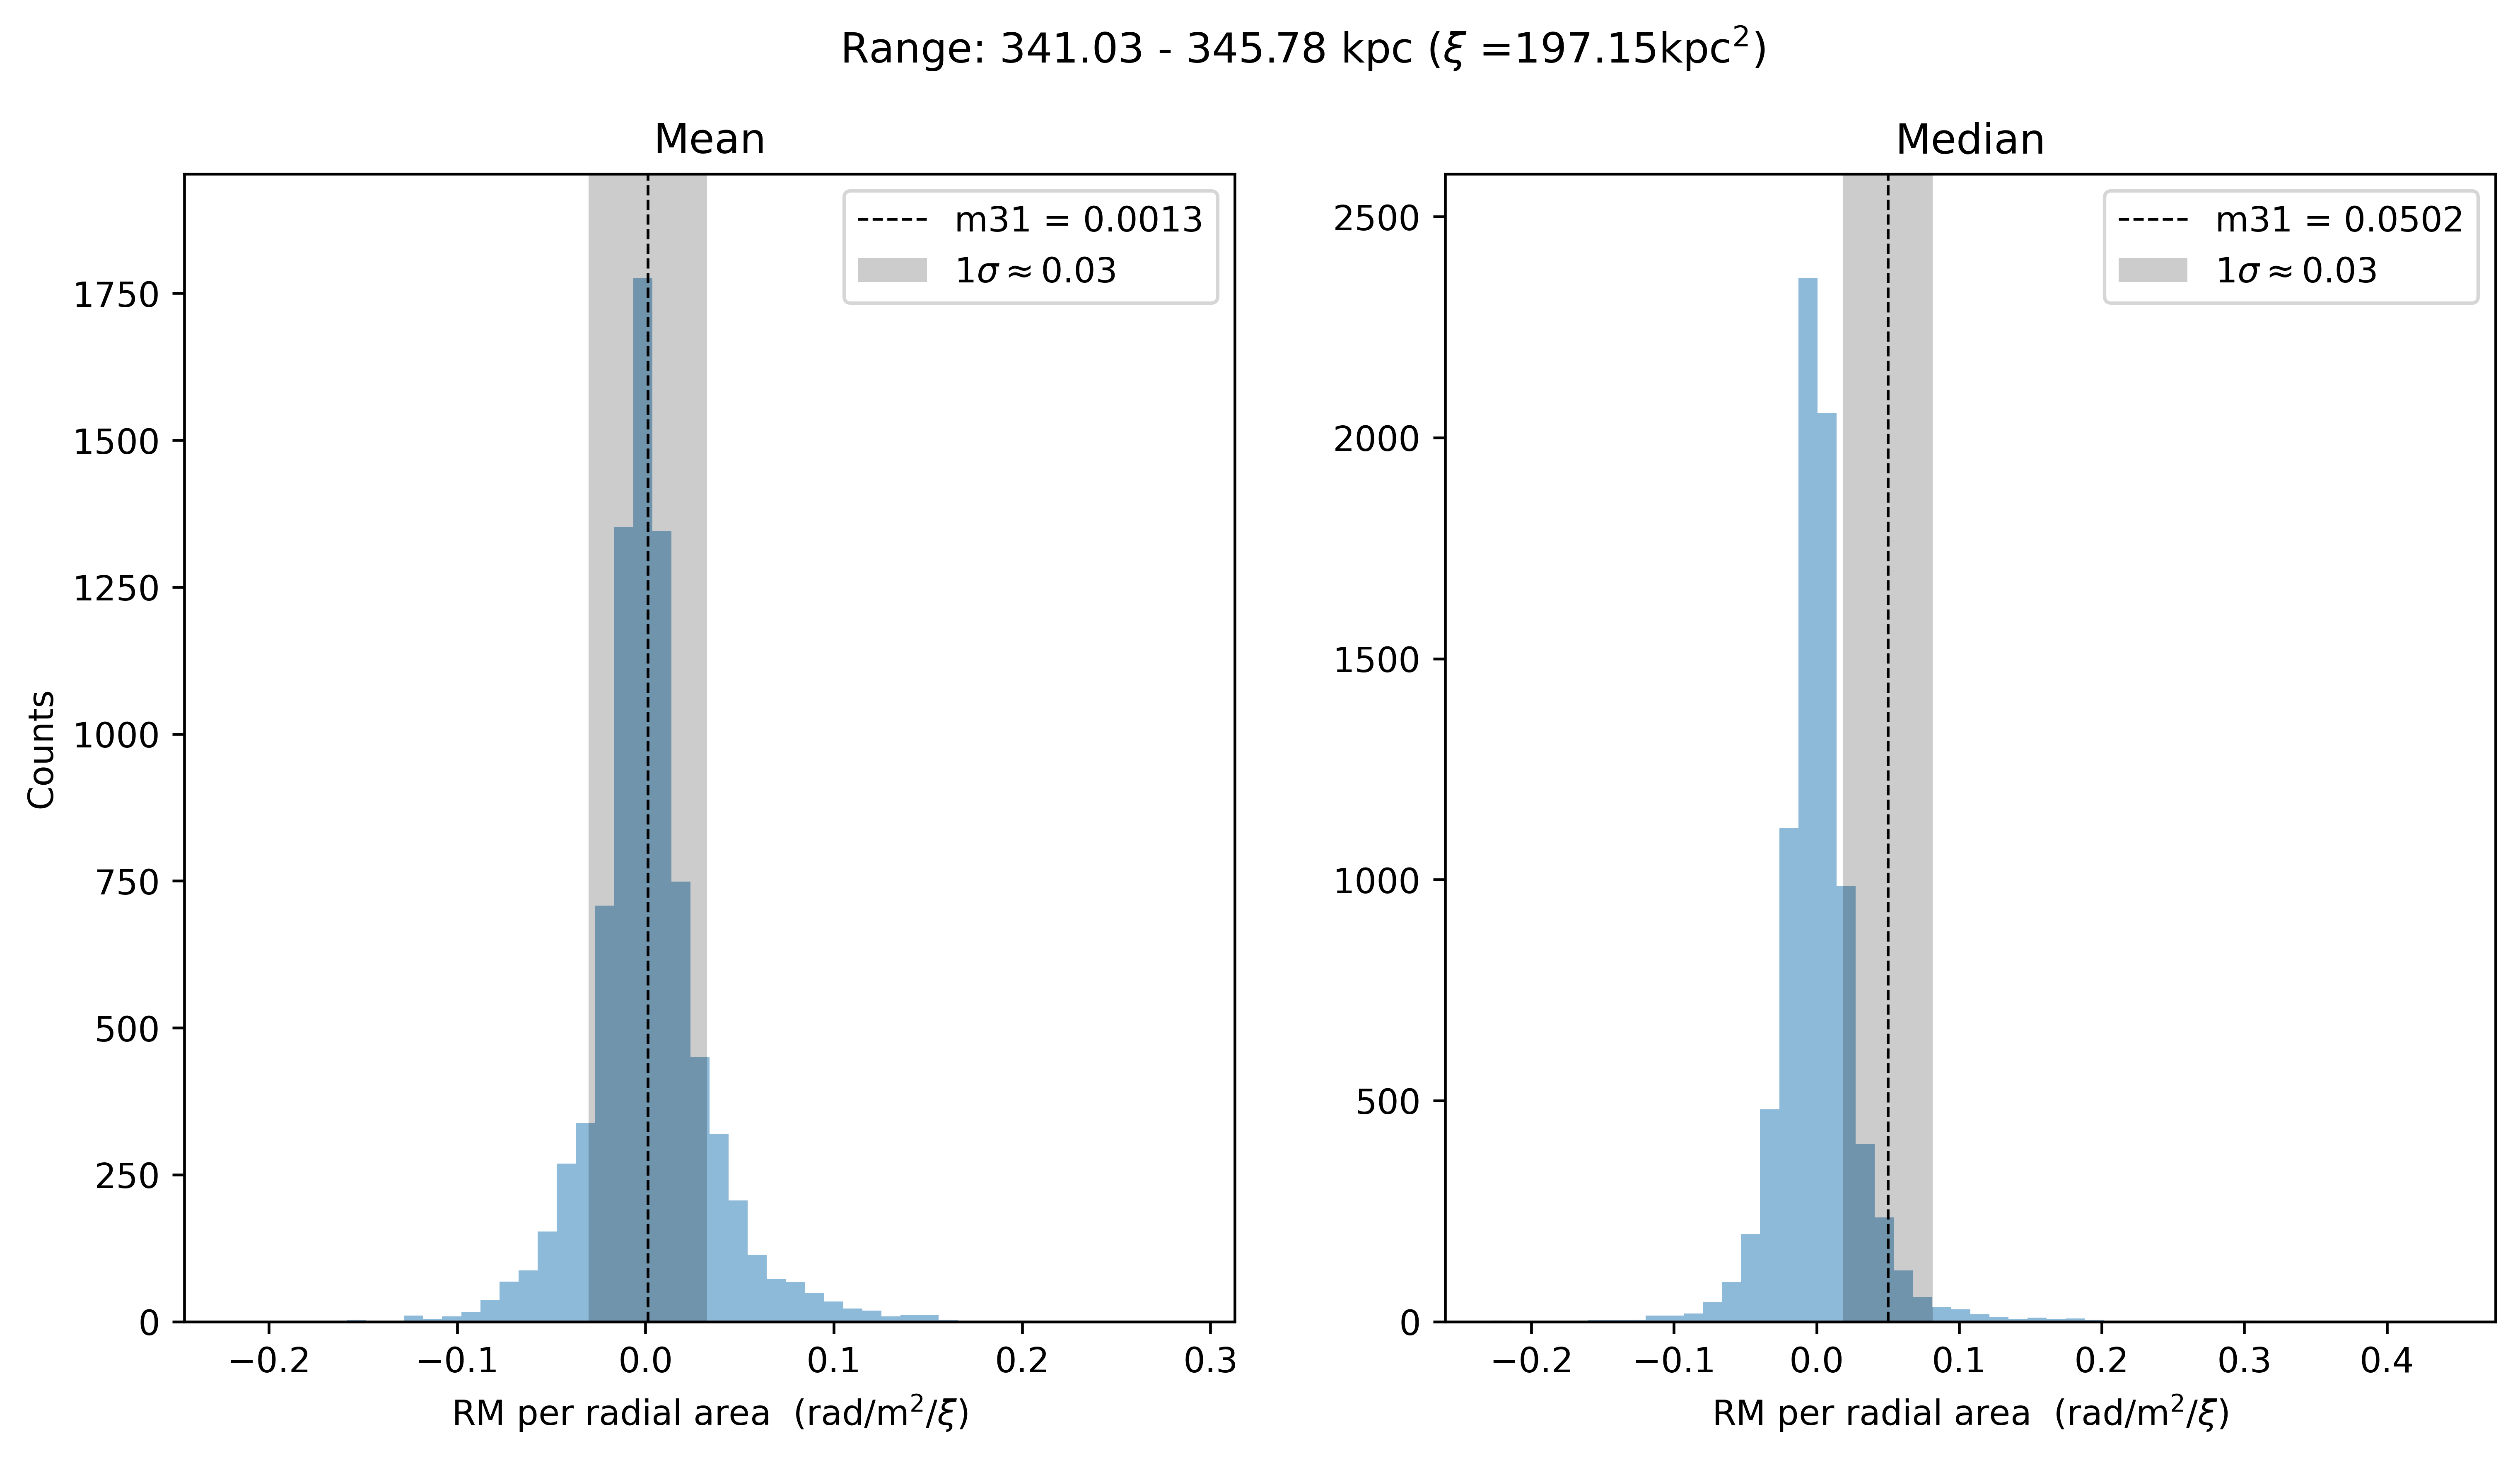 Range: 341.03 - 345.78 kpc (ξ =197.15kpc²)
Mean
m31 = 0.0013
1σ ≈ 0.03
1750
1500
1250
1000
750
500
250
0
Counts
−0.2 −0.1 0.0 0.1 0.2 0.3
RM per radial area (rad/m²/ξ)
Median
m31 = 0.0502
1σ ≈ 0.03
2500
2000
1500
1000
500
0
−0.2 −0.1 0.0 0.1 0.2 0.3 0.4
RM per radial area (rad/m²/ξ)